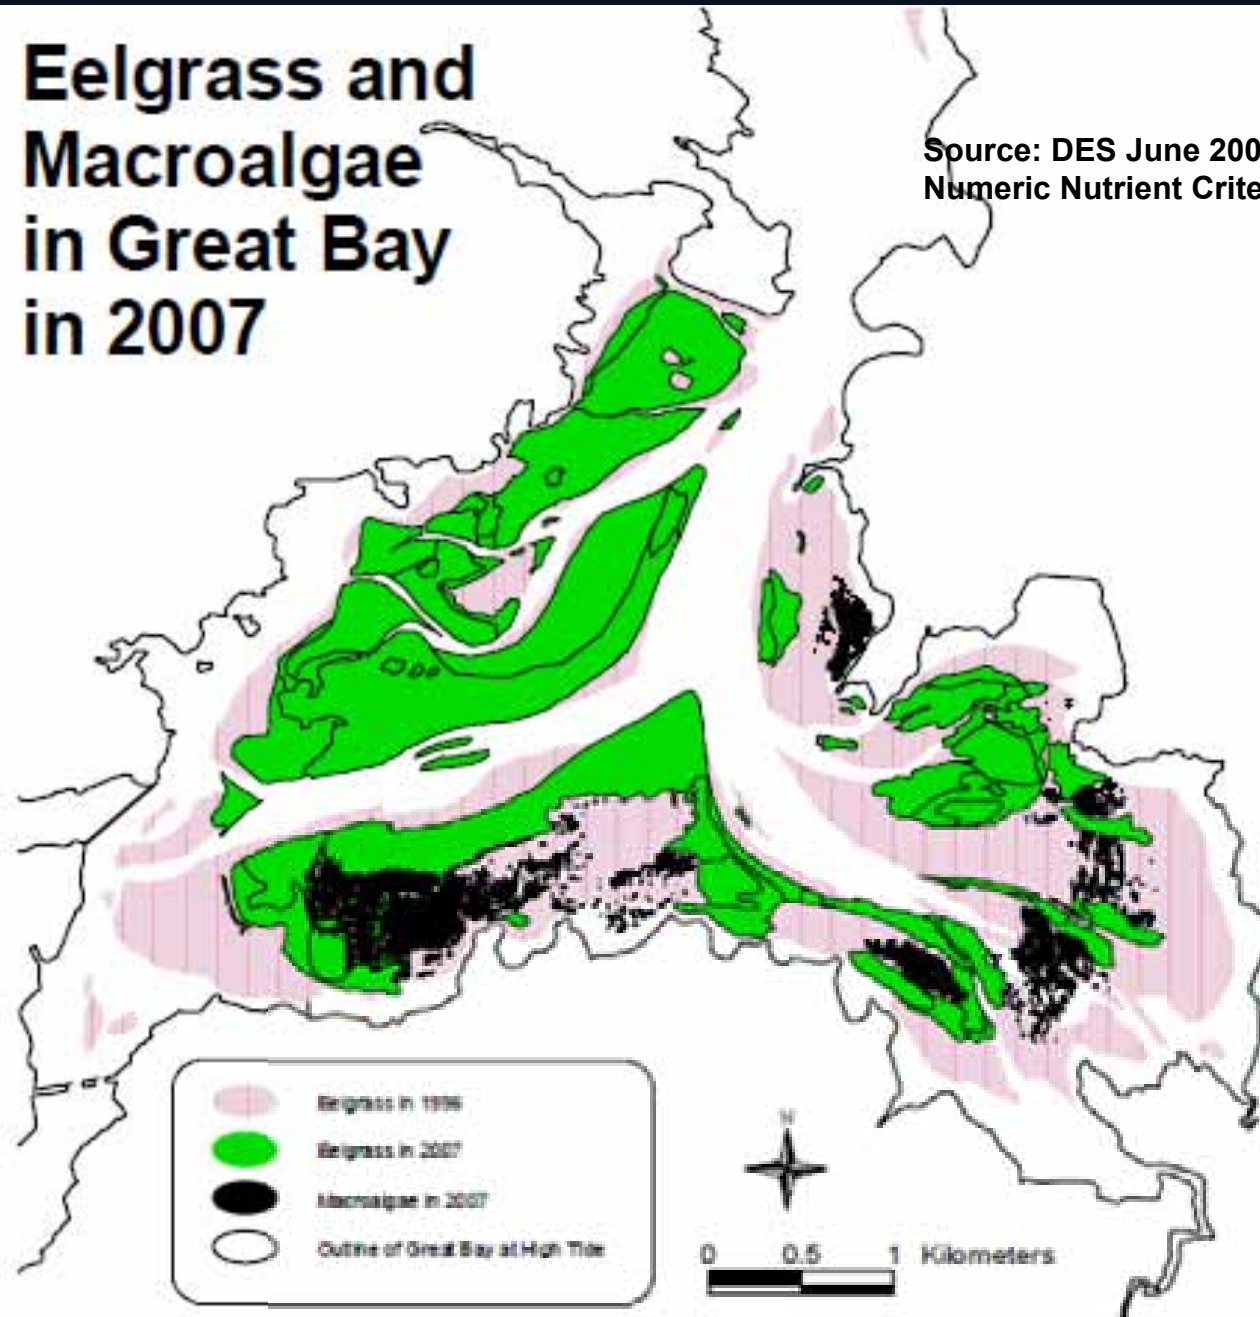 Eelgrass and
Macroalgae
in Great Bay
in 2007
Source: DES June 200
Numeric Nutrient Crite
Eelgrass in 1996
Eelgrass in 2007
Macroalgae in 2007
Outline of Great Bay at High Tide
N
0 0.5 1 Kilometers